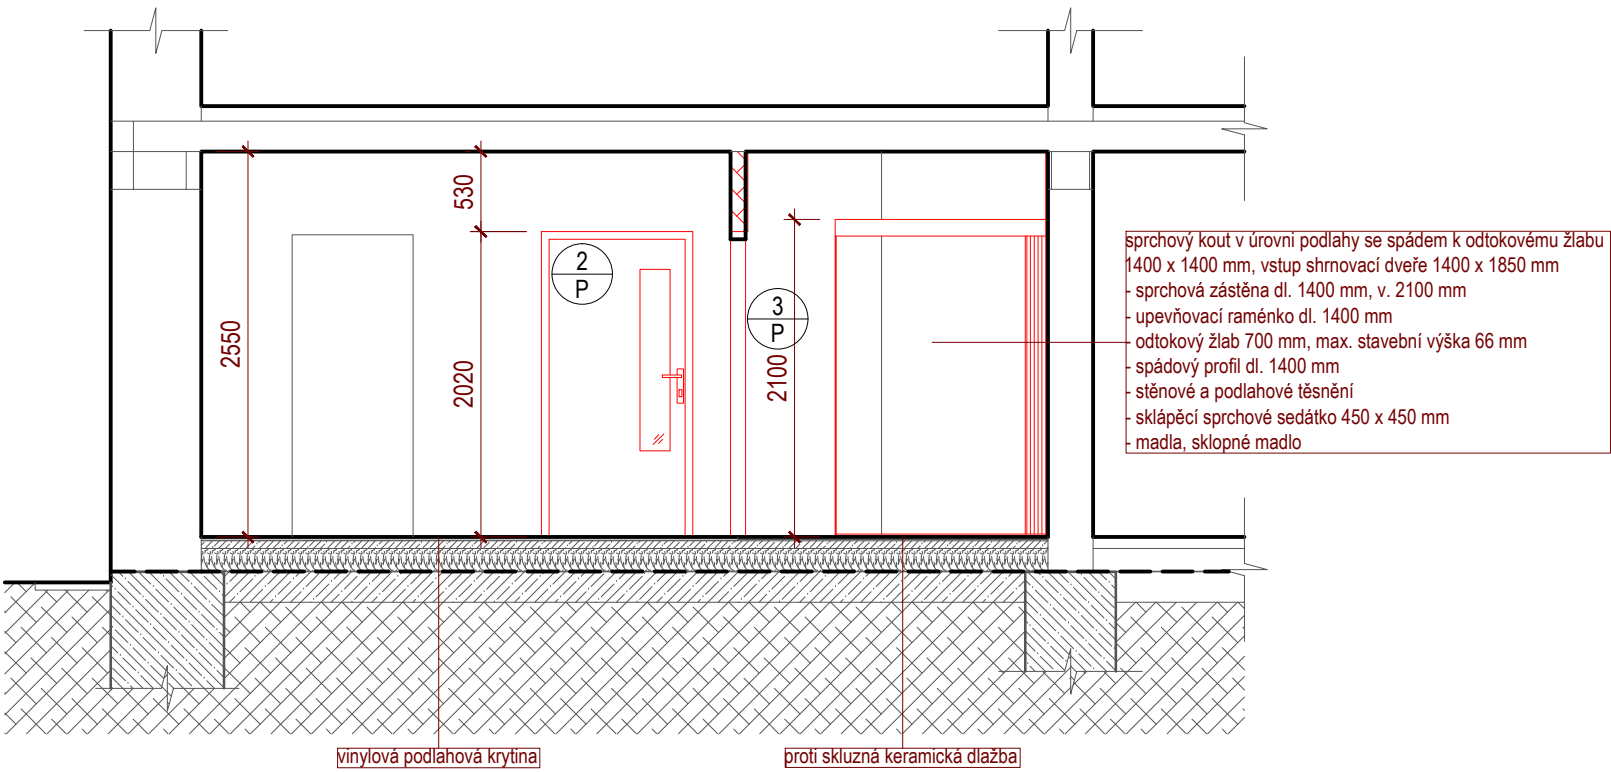 530
2
P
3
P
2550
2020
2100
sprchový kout v úrovni podlahy se spádem k odtokovému žlabu
1400 x 1400 mm, vstup shrnovací dveře 1400 x 1850 mm
- sprchová zástěna dl. 1400 mm, v. 2100 mm
- upevňovací raménko dl. 1400 mm
- odtokový žlab 700 mm, max. stavební výška 66 mm
- spádový profil dl. 1400 mm
- stěnové a podlahové těsnění
- sklápěcí sprchové sedátko 450 x 450 mm
- madla, sklopné madlo
vinylová podlahová krytina
proti skluzná keramická dlažba